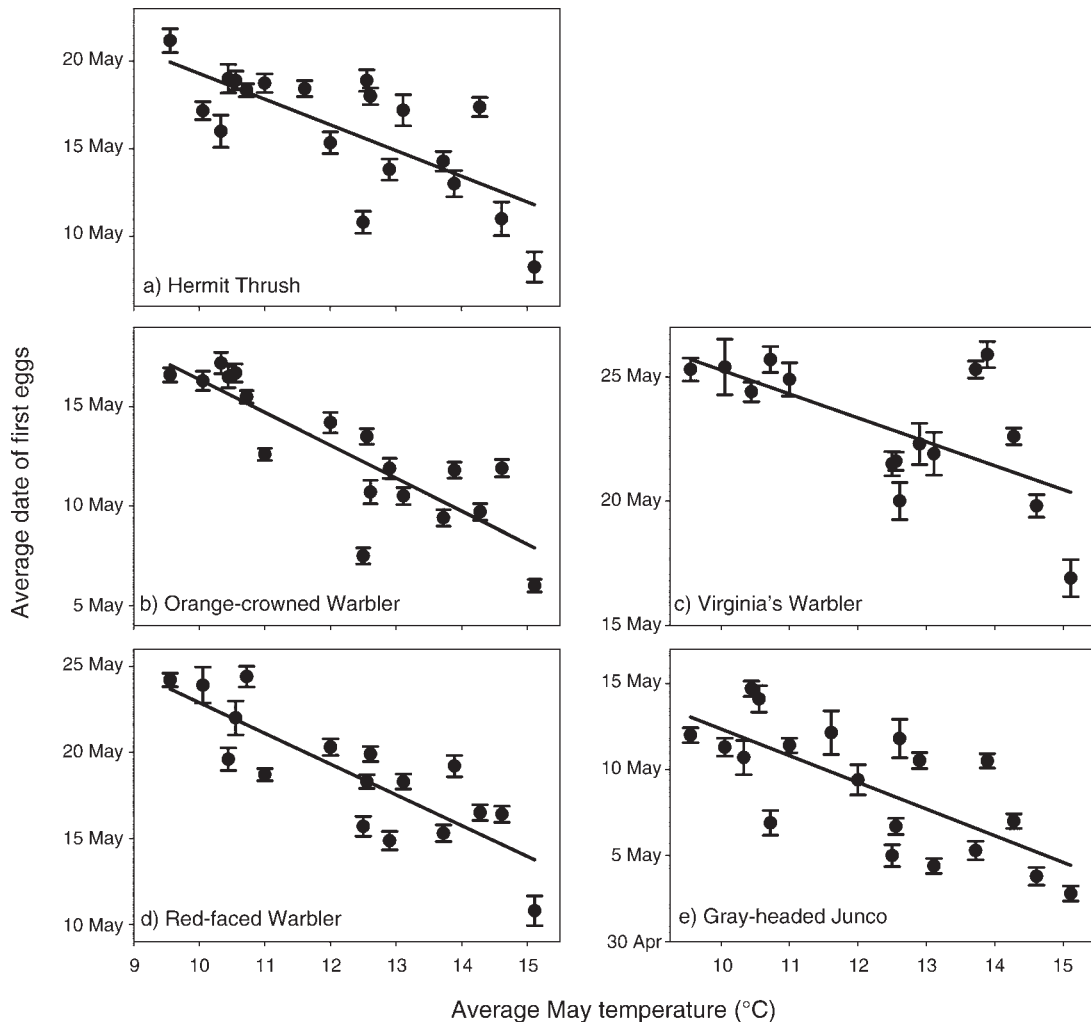 20 May
15 May
10 May
a) Hermit Thrush
15 May
10 May
5 May
b) Orange-crowned Warbler
25 May
20 May
15 May
c) Virginia's Warbler
25 May
20 May
15 May
10 May
d) Red-faced Warbler
9 10 11 12 13 14 15
15 May
10 May
5 May
30 Apr
e) Gray-headed Junco
10 11 12 13 14 15
Average date of first eggs
Average May temperature (°C)